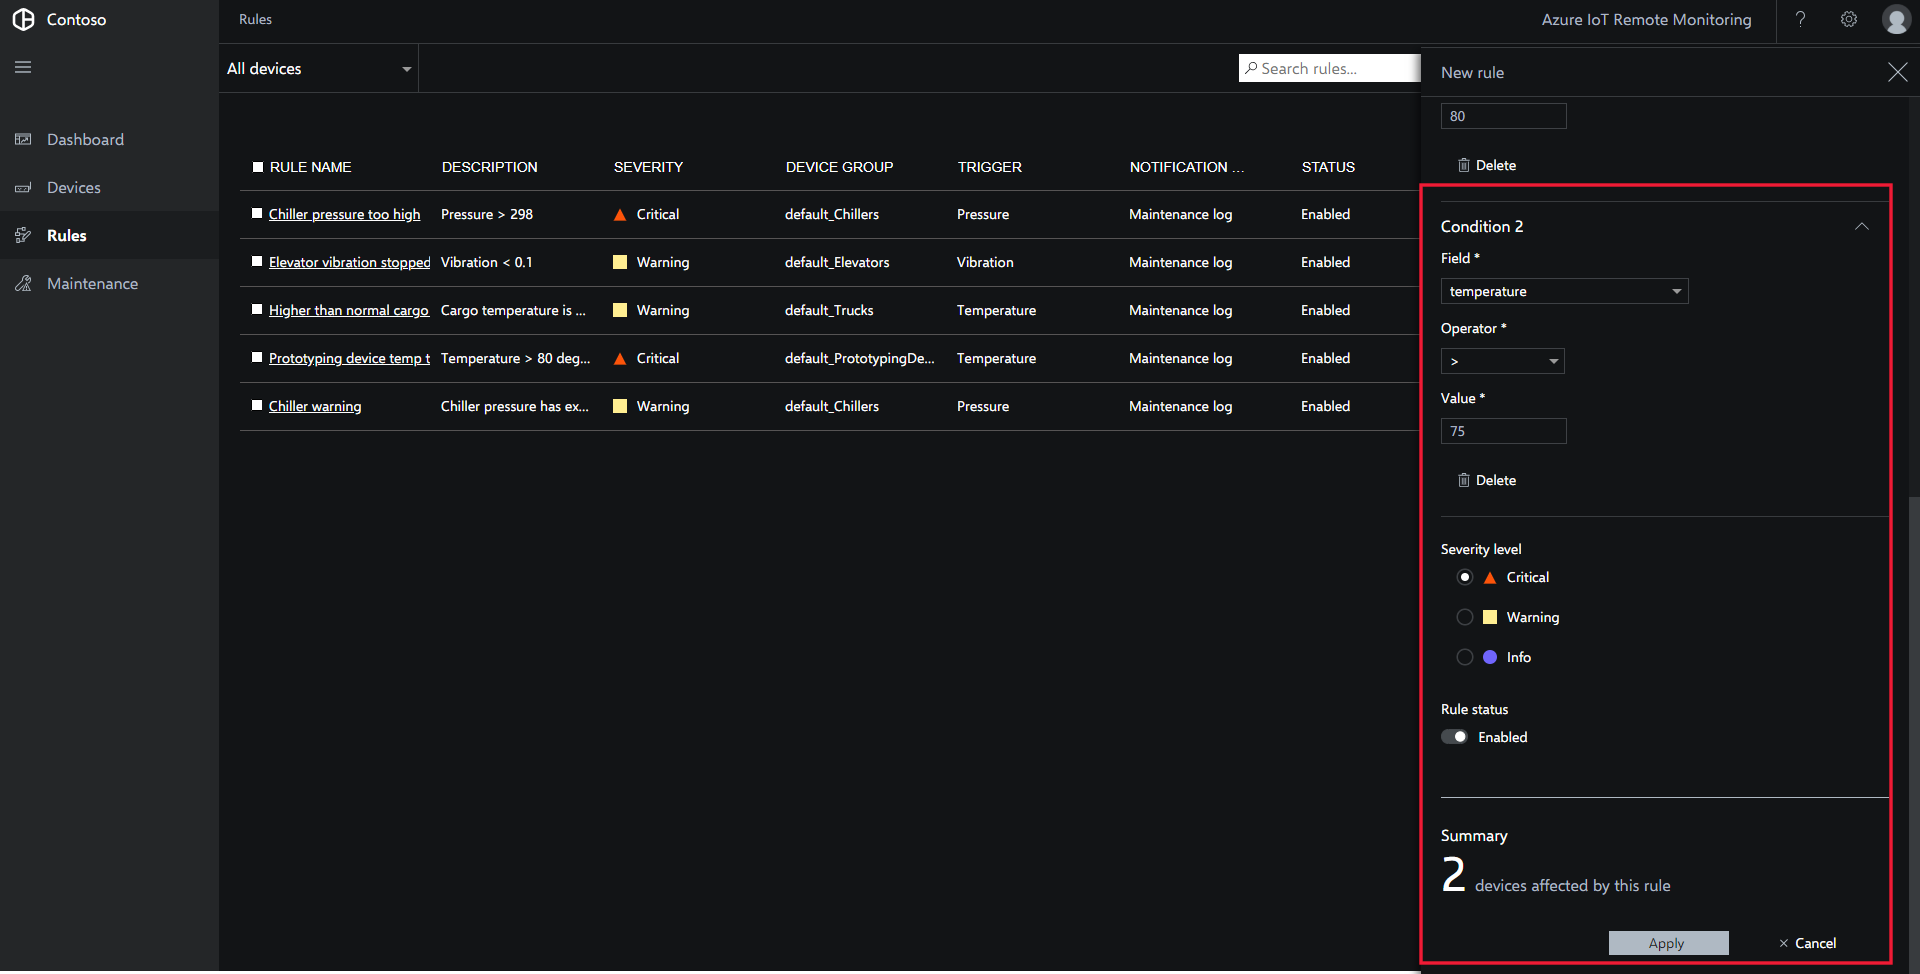 Contoso
Rules
Azure IoT Remote Monitoring
?
All devices
Search rules...
New rule
Dashboard
Devices
Rules
Maintenance
RULE NAME DESCRIPTION SEVERITY DEVICE GROUP TRIGGER NOTIFICATION ... STATUS
Chiller pressure too high Pressure > 298 Critical default_Chillers Pressure Maintenance log Enabled
Elevator vibration stopped Vibration < 0.1 Warning default_Elevators Vibration Maintenance log Enabled
Higher than normal cargo Cargo temperature is ... Warning default_Trucks Temperature Maintenance log Enabled
Prototyping device temp t Temperature > 80 deg... Critical default_PrototypingDe... Temperature Maintenance log Enabled
Chiller warning Chiller pressure has ex... Warning default_Chillers Pressure Maintenance log Enabled
80
Delete
Condition 2
Field *
temperature
Operator *
>
Value *
75
Delete
Severity level
Critical
Warning
Info
Rule status
Enabled
Summary
2 devices affected by this rule
Apply
Cancel